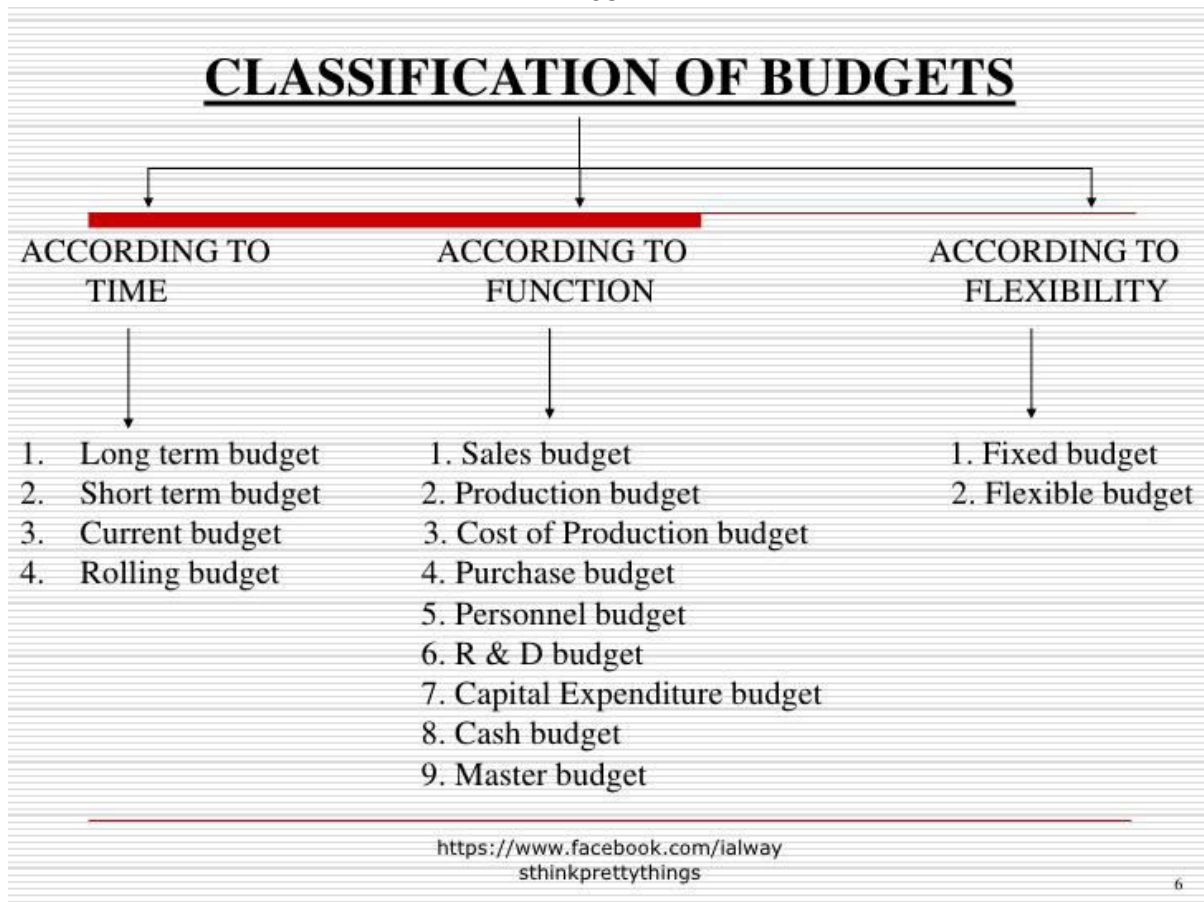 CLASSIFICATION OF BUDGETS
ACCORDING TO
TIME
1. Long term budget
2. Short term budget
3. Current budget
4. Rolling budget
ACCORDING TO
FUNCTION
1. Sales budget
2. Production budget
3. Cost of Production budget
4. Purchase budget
5. Personnel budget
6. R & D budget
7. Capital Expenditure budget
8. Cash budget
9. Master budget
ACCORDING TO
FLEXIBILITY
1. Fixed budget
2. Flexible budget
https://www.facebook.com/ialway
sthinkprettythings
6